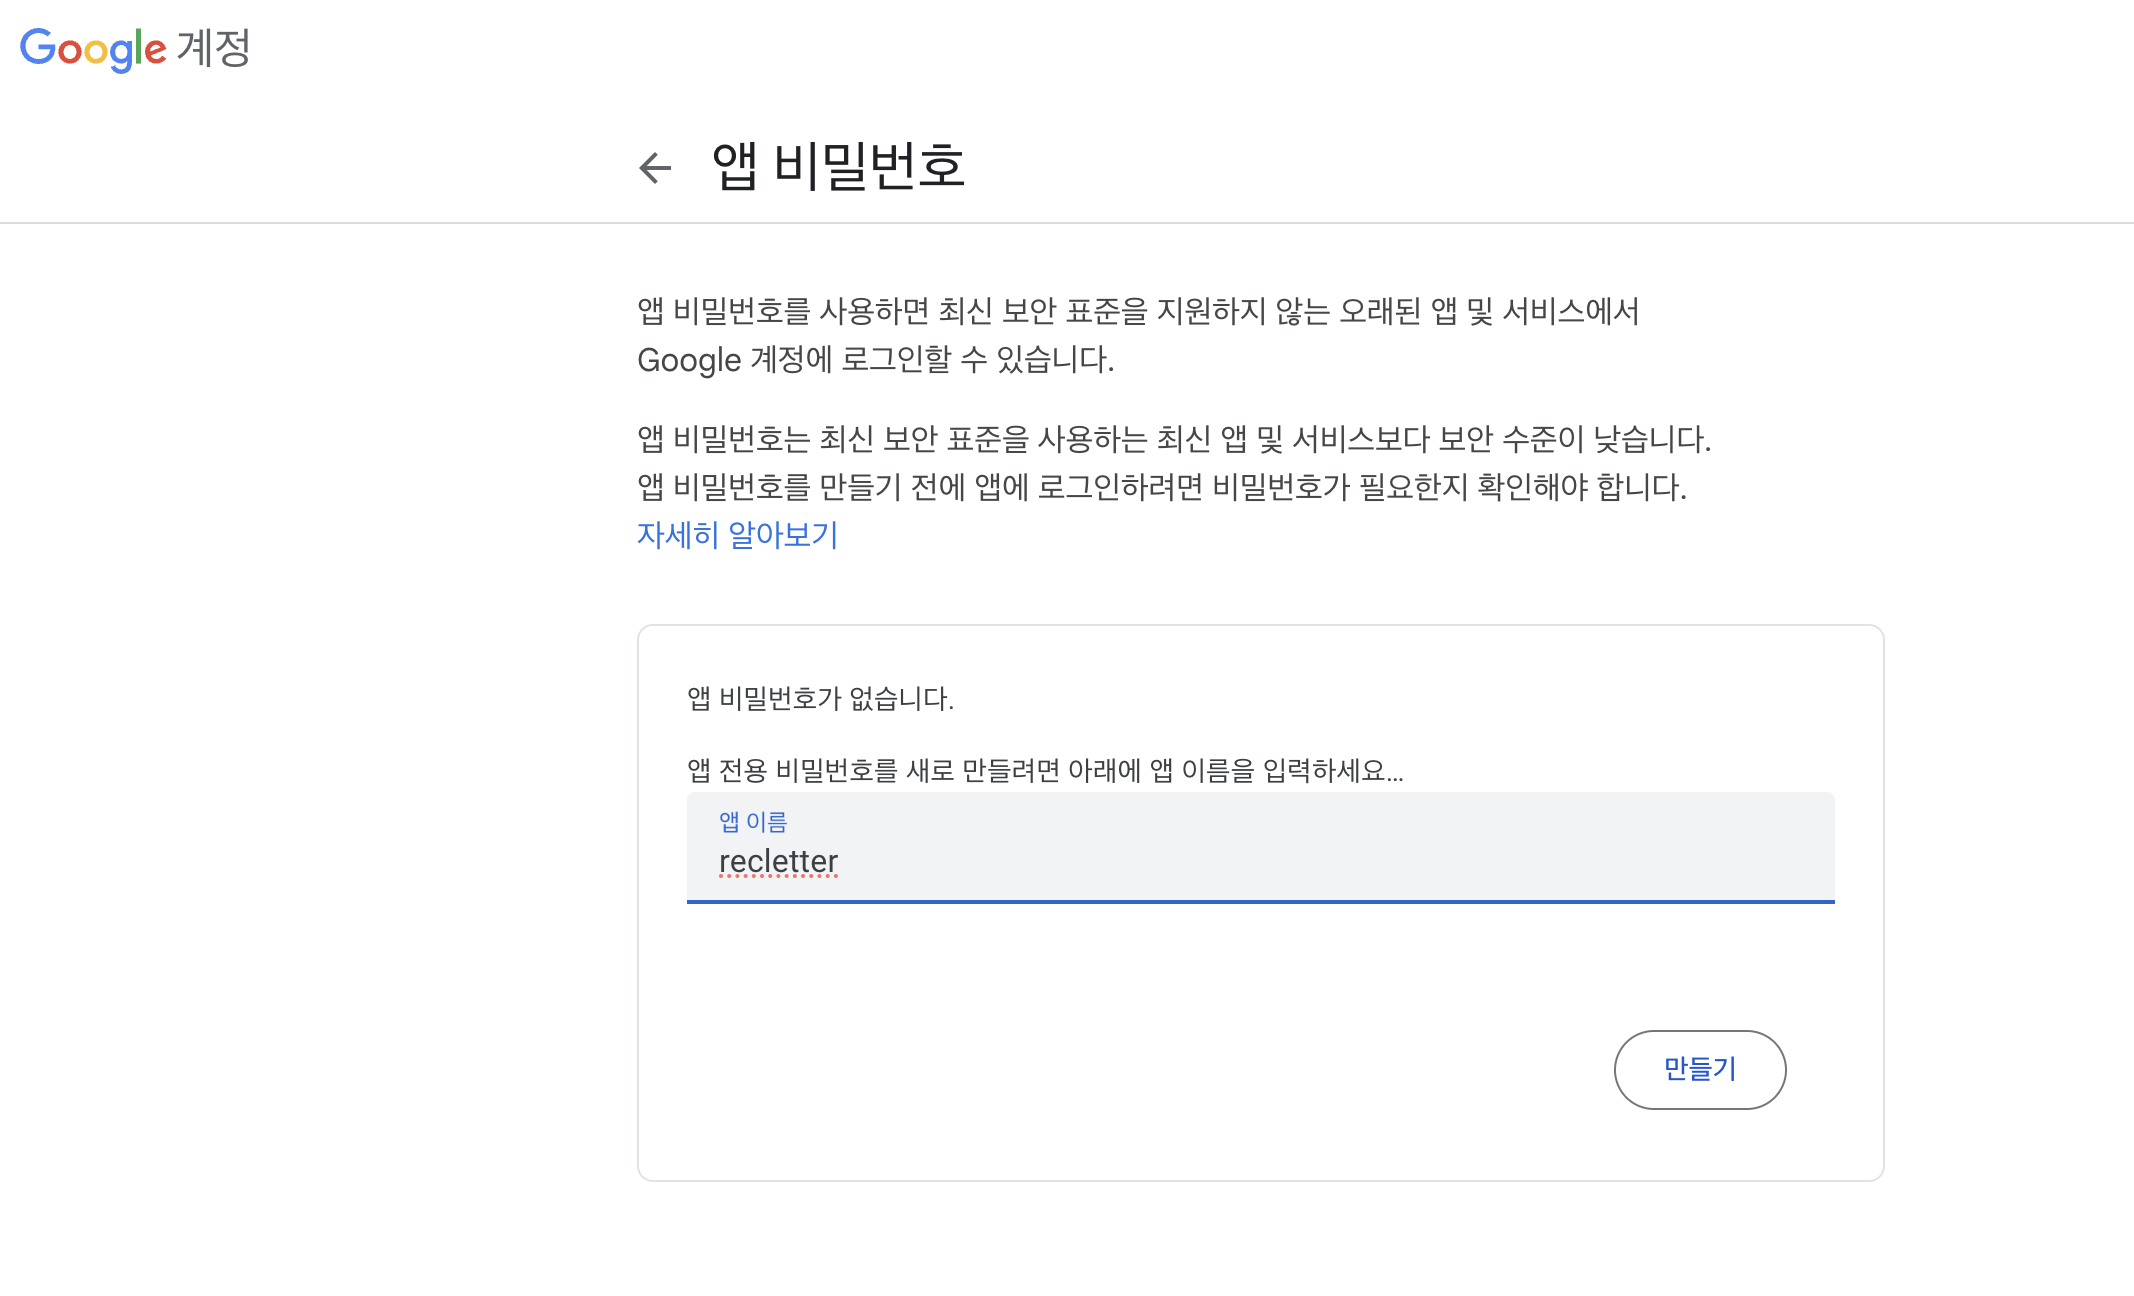 Google 계정
앱 비밀번호
앱 비밀번호를 사용하면 최신 보안 표준을 지원하지 않는 오래된 앱 및 서비스에서
Google 계정에 로그인할 수 있습니다.
앱 비밀번호는 최신 보안 표준을 사용하는 최신 앱 및 서비스보다 보안 수준이 낮습니다.
앱 비밀번호를 만들기 전에 앱에 로그인하려면 비밀번호가 필요한지 확인해야 합니다.
자세히 알아보기
앱 비밀번호가 없습니다.
앱 전용 비밀번호를 새로 만들려면 아래에 앱 이름을 입력하세요...
앱 이름
recletter
만들기